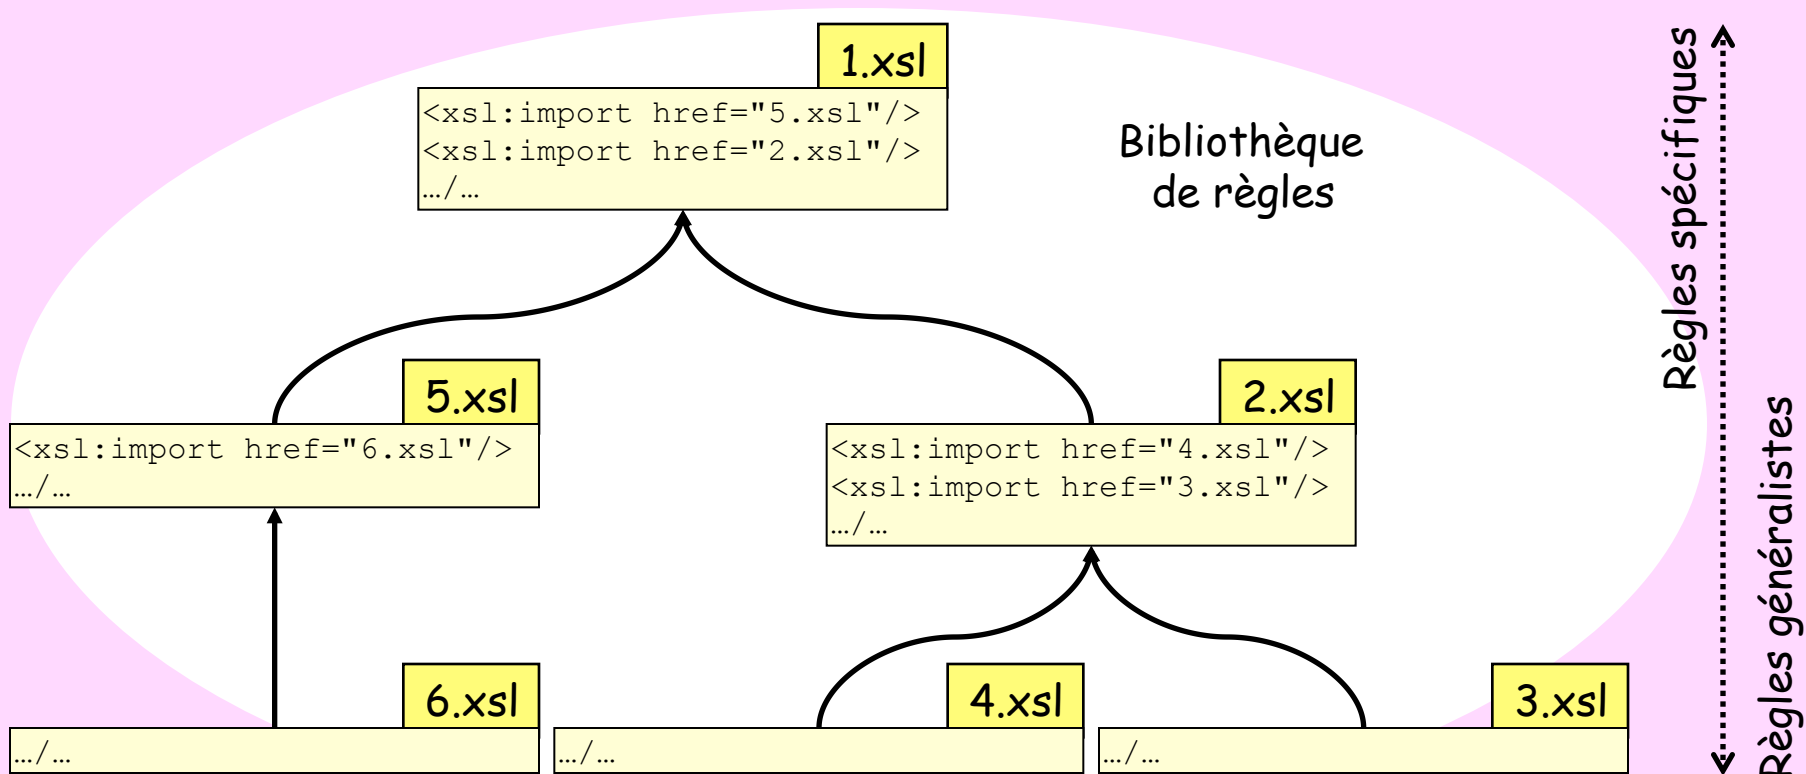 1.xsl
<xsl:import href="5.xsl"/>
<xsl:import href="2.xsl"/>
…/…
Bibliothèque
de règles
Règles spécifiques
5.xsl
<xsl:import href="6.xsl"/>
…/…
2.xsl
<xsl:import href="4.xsl"/>
<xsl:import href="3.xsl"/>
…/…
Règles généralistes
6.xsl
…/…
4.xsl
…/…
3.xsl
…/…